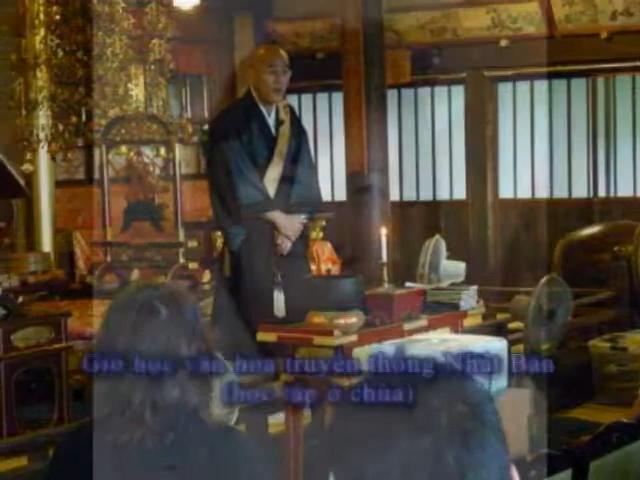 Giờ học văn hóa truyền thống Nhật Bản
(học tập ở chùa)